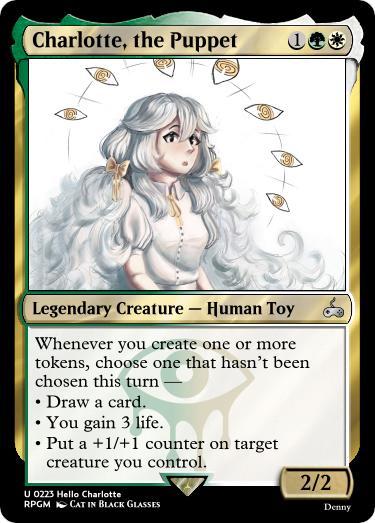 Charlotte, the Puppet 1
Legendary Creature — Human Toy
Whenever you create one or more
tokens, choose one that hasn't been
chosen this turn —
• Draw a card.
• You gain 3 life.
• Put a +1/+1 counter on target
creature you control.
2/2
U 0223 Hello Charlotte
RPGM Cat in Black Glasses
Denny